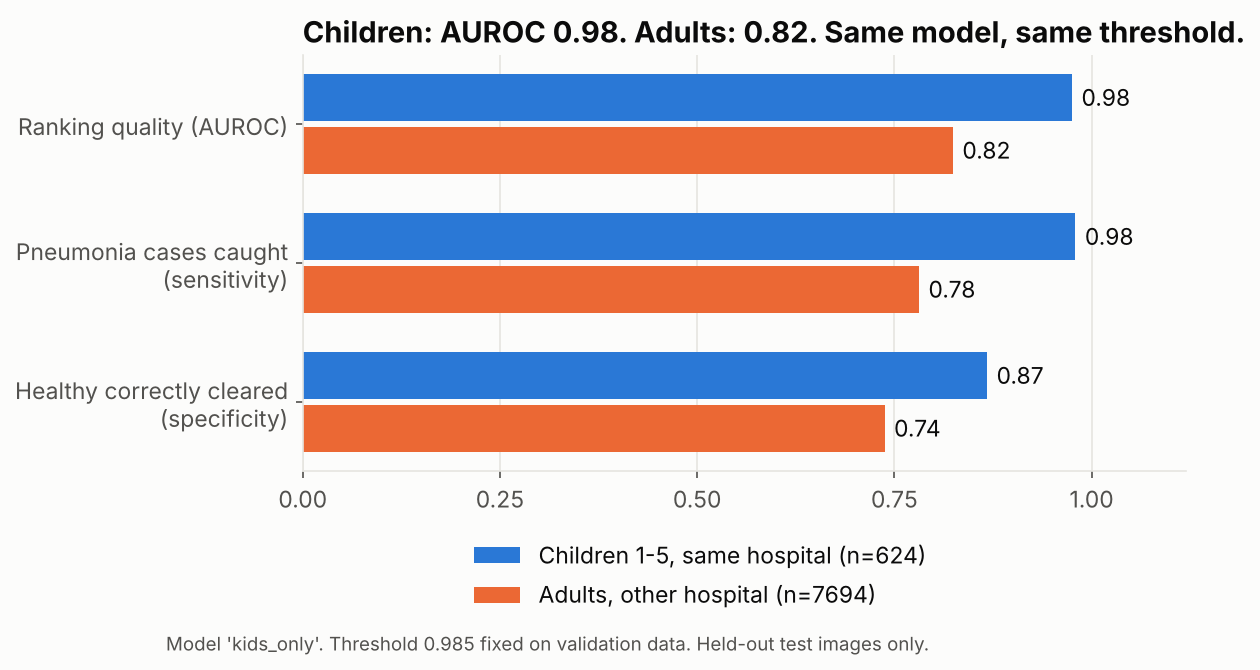 Children: AUROC 0.98. Adults: 0.82. Same model, same threshold.
Ranking quality (AUROC)
0.98
0.82
Pneumonia cases caught
(sensitivity)
0.98
0.78
Healthy correctly cleared
(specificity)
0.87
0.74
0.00 0.25 0.50 0.75 1.00
Children 1-5, same hospital (n=624)
Adults, other hospital (n=7694)
Model 'kids_only'. Threshold 0.985 fixed on validation data. Held-out test images only.